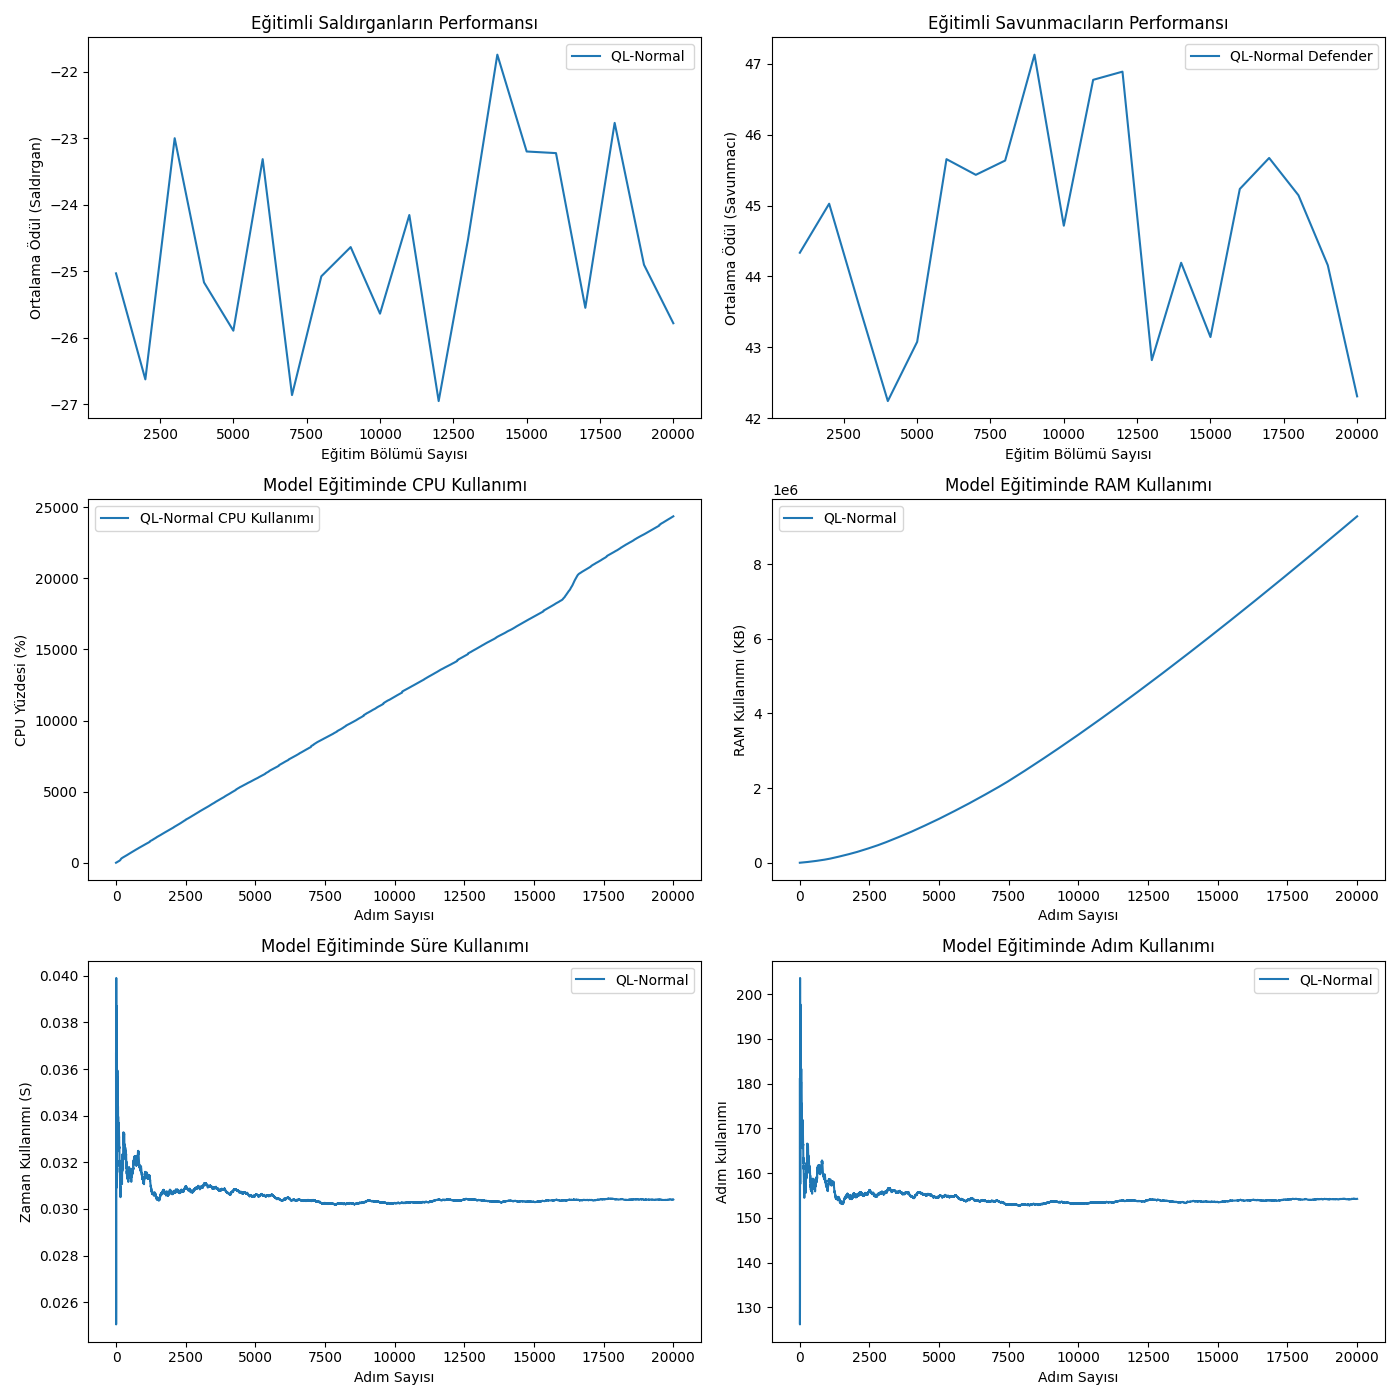 Eğitimli Saldırganların Performansı
QL-Normal
−22
−23
−24
−25
−26
−27
Ortalama Ödül (Saldırgan)
2500 5000 7500 10000 12500 15000 17500 20000
Eğitim Bölümü Sayısı
Eğitimli Savunmacıların Performansı
QL-Normal Defender
47
46
45
44
43
42
Ortalama Ödül (Savunmacı)
2500 5000 7500 10000 12500 15000 17500 20000
Eğitim Bölümü Sayısı
Model Eğitiminde CPU Kullanımı
QL-Normal CPU Kullanımı
25000
20000
15000
10000
5000
0
CPU Yüzdesi (%)
0 2500 5000 7500 10000 12500 15000 17500 20000
Adım Sayısı
Model Eğitiminde RAM Kullanımı
1e6
QL-Normal
8
6
4
2
0
RAM Kullanımı (KB)
0 2500 5000 7500 10000 12500 15000 17500 20000
Adım Sayısı
Model Eğitiminde Süre Kullanımı
QL-Normal
0.040
0.038
0.036
0.034
0.032
0.030
0.028
0.026
Zaman Kullanımı (S)
0 2500 5000 7500 10000 12500 15000 17500 20000
Adım Sayısı
Model Eğitiminde Adım Kullanımı
QL-Normal
200
190
180
170
160
150
140
130
Adım kullanımı
0 2500 5000 7500 10000 12500 15000 17500 20000
Adım Sayısı